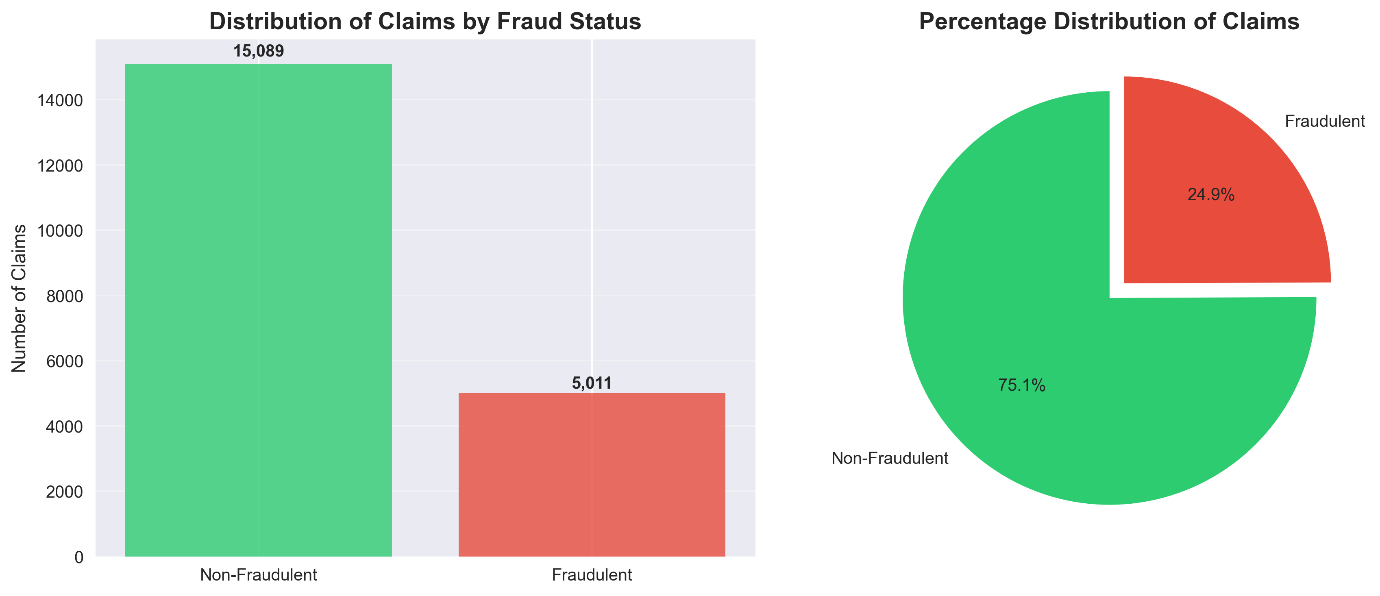 Distribution of Claims by Fraud Status
15,089
14000
12000
10000
8000
6000
4000
2000
0
Number of Claims
5,011
Non-Fraudulent
Fraudulent
Percentage Distribution of Claims
Fraudulent
24.9%
75.1%
Non-Fraudulent